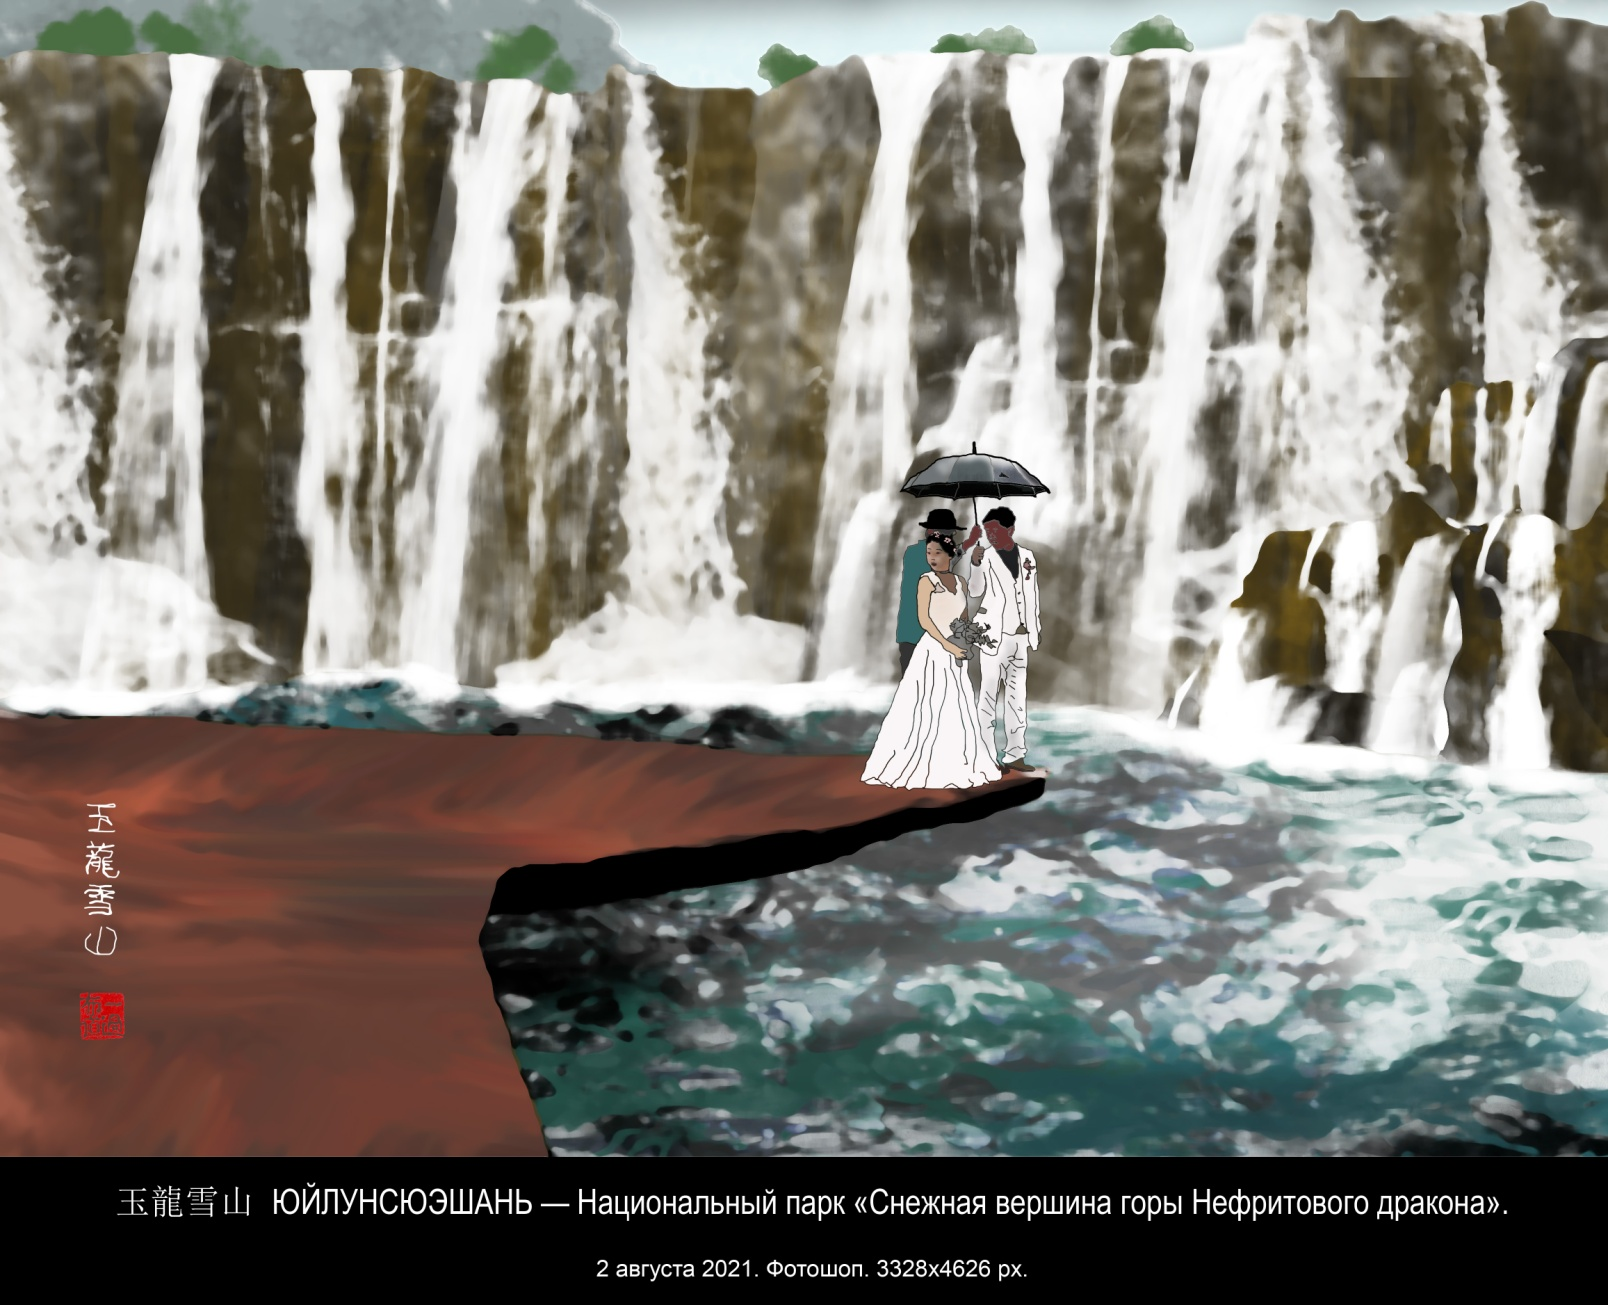 玉龍雪山
玉龍雪山 ЮЙЛУНСЮЭШАНЬ — Национальный парк «Снежная вершина горы Нефритового дракона».
2 августа 2021. Фотошоп. 3328x4626 px.